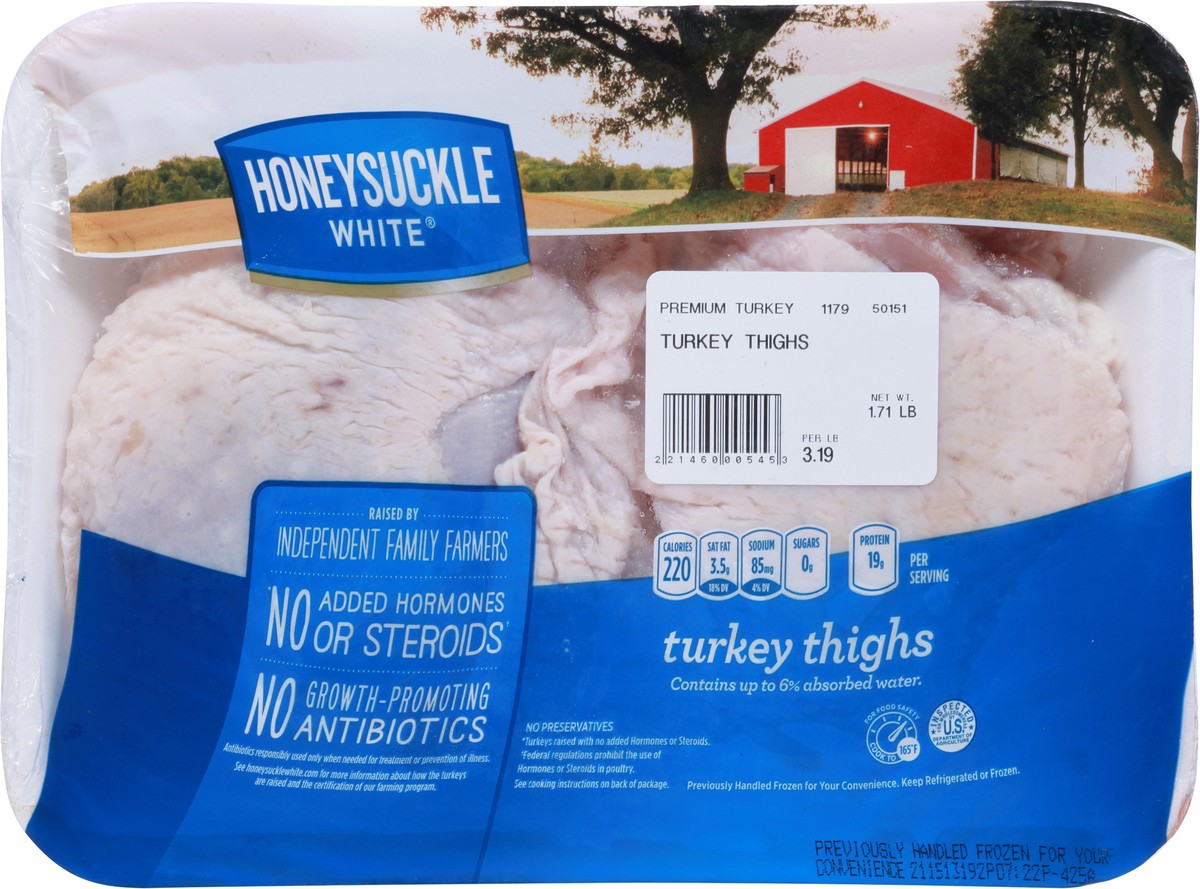 HONEYSUCKLE
WHITE®
PREMIUM TURKEY 1179 50151
TURKEY THIGHS
NET WT.
1.71 LB
PER LB
3.19
2 21460 00545 3
RAISED BY
INDEPENDENT FAMILY FARMERS
*NO ADDED HORMONES
OR STEROIDS†
NO GROWTH-PROMOTING
ANTIBIOTICS
Antibiotics responsibly used only when needed for treatment or prevention of illness.
See honeysucklewhite.com for more information about how the turkeys
are raised and the certification of our farming program.
CALORIES
220
SAT FAT
3.5g
18% DV
SODIUM
85mg
4% DV
SUGARS
0g
PROTEIN
19g
PER
SERVING
turkey thighs
Contains up to 6% absorbed water.
FOR FOOD SAFETY
COOK TO 165°F
INSPECTED
U.S.
DEPARTMENT OF
AGRICULTURE
NO PRESERVATIVES
*Turkeys raised with no added Hormones or Steroids.
†Federal regulations prohibit the use of
Hormones or Steroids in poultry.
See cooking instructions on back of package.
Previously Handled Frozen for Your Convenience. Keep Refrigerated or Frozen.
PREVIOUSLY HANDLED FROZEN FOR YOUR
CONVENIENCE 211513192P07:22P-425A